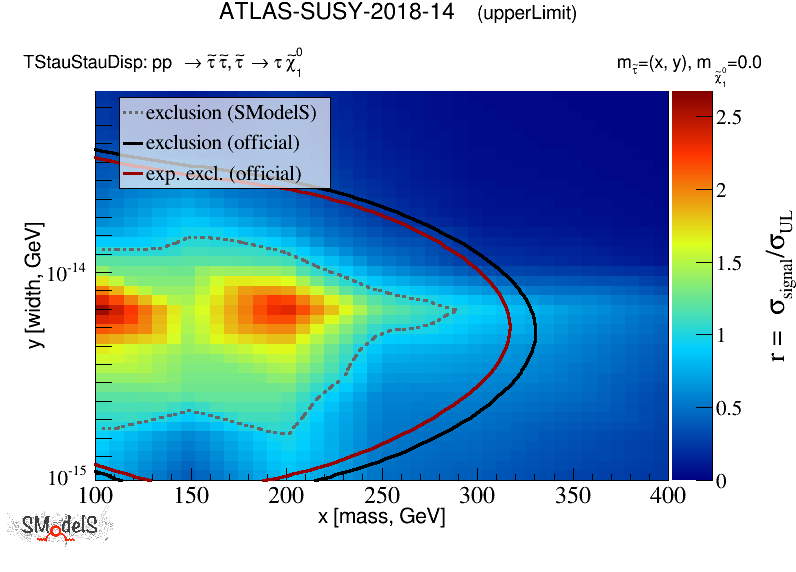 ATLAS-SUSY-2018-14 (upperLimit)
TStauStauDisp: pp → τ̃ τ̃, τ̃ → τ χ̃₁⁰
m_τ̃=(x, y), m_χ̃₁⁰=0.0
exclusion (SModelS)
exclusion (official)
exp. excl. (official)
y [width, GeV]
10⁻¹⁴
10⁻¹⁵
100 150 200 250 300 350 400
x [mass, GeV]
2.5
2
1.5
1
0.5
0
r = σ_signal/σ_UL
SModelS